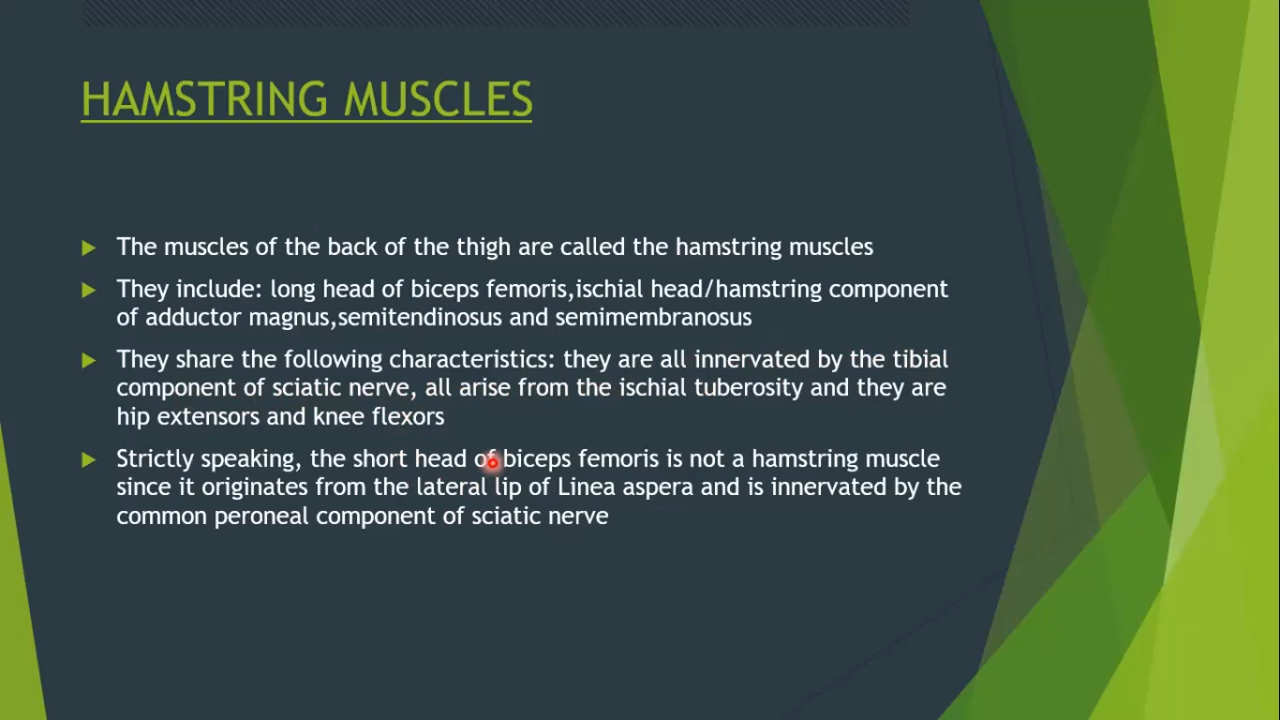 HAMSTRING MUSCLES
The muscles of the back of the thigh are called the hamstring muscles
They include: long head of biceps femoris,ischial head/hamstring component
of adductor magnus,semitendinosus and semimembranosus
They share the following characteristics: they are all innervated by the tibial
component of sciatic nerve, all arise from the ischial tuberosity and they are
hip extensors and knee flexors
Strictly speaking, the short head of biceps femoris is not a hamstring muscle
since it originates from the lateral lip of Linea aspera and is innervated by the
common peroneal component of sciatic nerve